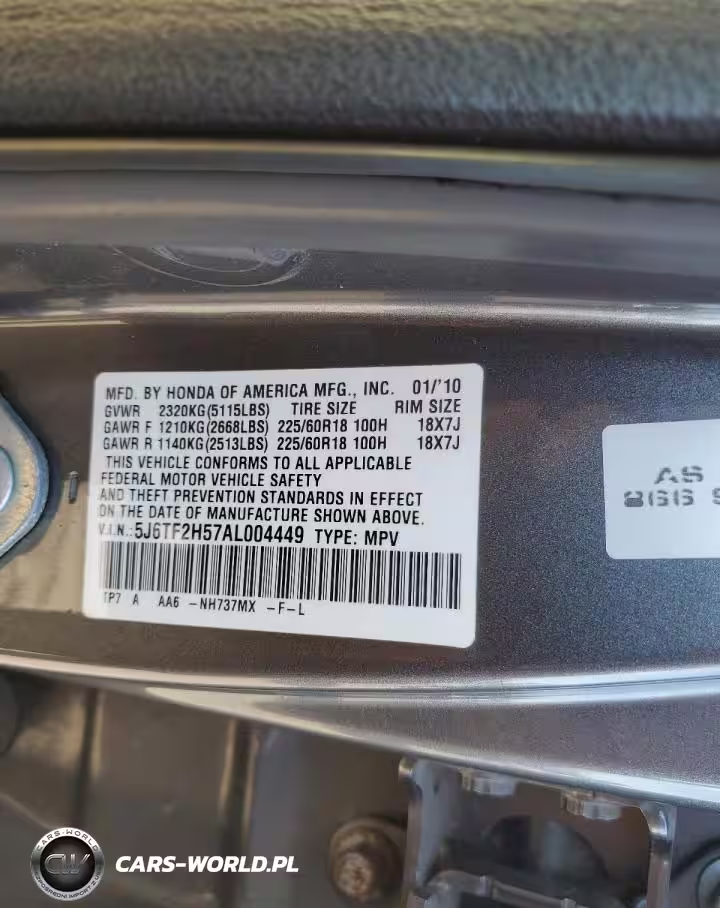 MFD. BY HONDA OF AMERICA MFG., INC. 01/'10
GVWR 2320KG(5115LBS) TIRE SIZE RIM SIZE
GAWR F 1210KG(2668LBS) 225/60R18 100H 18X7J
GAWR R 1140KG(2513LBS) 225/60R18 100H 18X7J
THIS VEHICLE CONFORMS TO ALL APPLICABLE
FEDERAL MOTOR VEHICLE SAFETY
AND THEFT PREVENTION STANDARDS IN EFFECT
ON THE DATE OF MANUFACTURE SHOWN ABOVE.
V.I.N.:5J6TF2H57AL004449 TYPE: MPV
TP7 A AA6 -NH737MX -F-L
AS
CARS-WORLD
CW
CARS-WORLD.PL